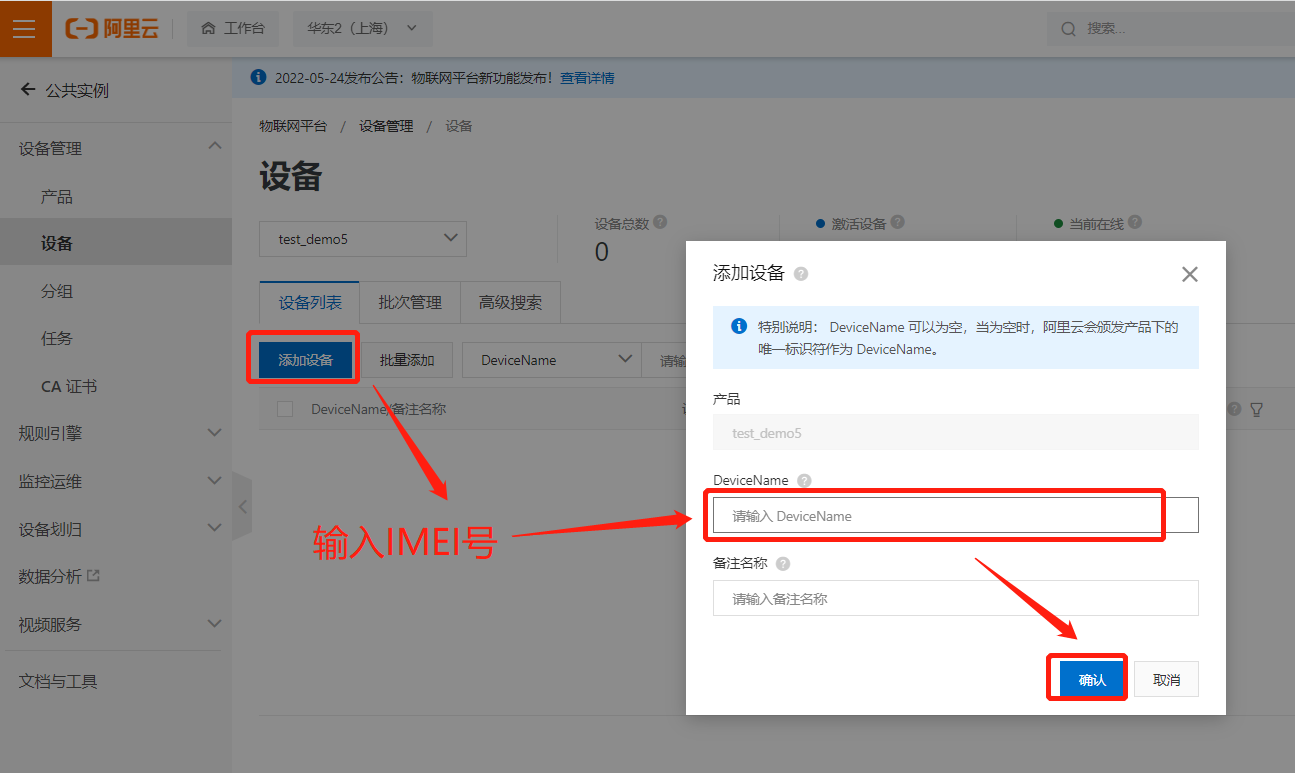 阿里云
工作台
华东2（上海）
搜索...
公共实例
2022-05-24发布公告：物联网平台新功能发布！查看详情
物联网平台 / 设备管理 / 设备
设备
设备管理
产品
设备
分组
任务
CA 证书
规则引擎
监控运维
设备划归
数据分析
视频服务
文档与工具
test_demo5
设备总数
0
激活设备
当前在线
设备列表
批次管理
高级搜索
添加设备
批量添加
DeviceName
请输
DeviceName/备注名称
输入IMEI号
添加设备
特别说明： DeviceName 可以为空，当为空时，阿里云会颁发产品下的
唯一标识符作为 DeviceName。
产品
test_demo5
DeviceName
请输入 DeviceName
备注名称
请输入备注名称
确认
取消